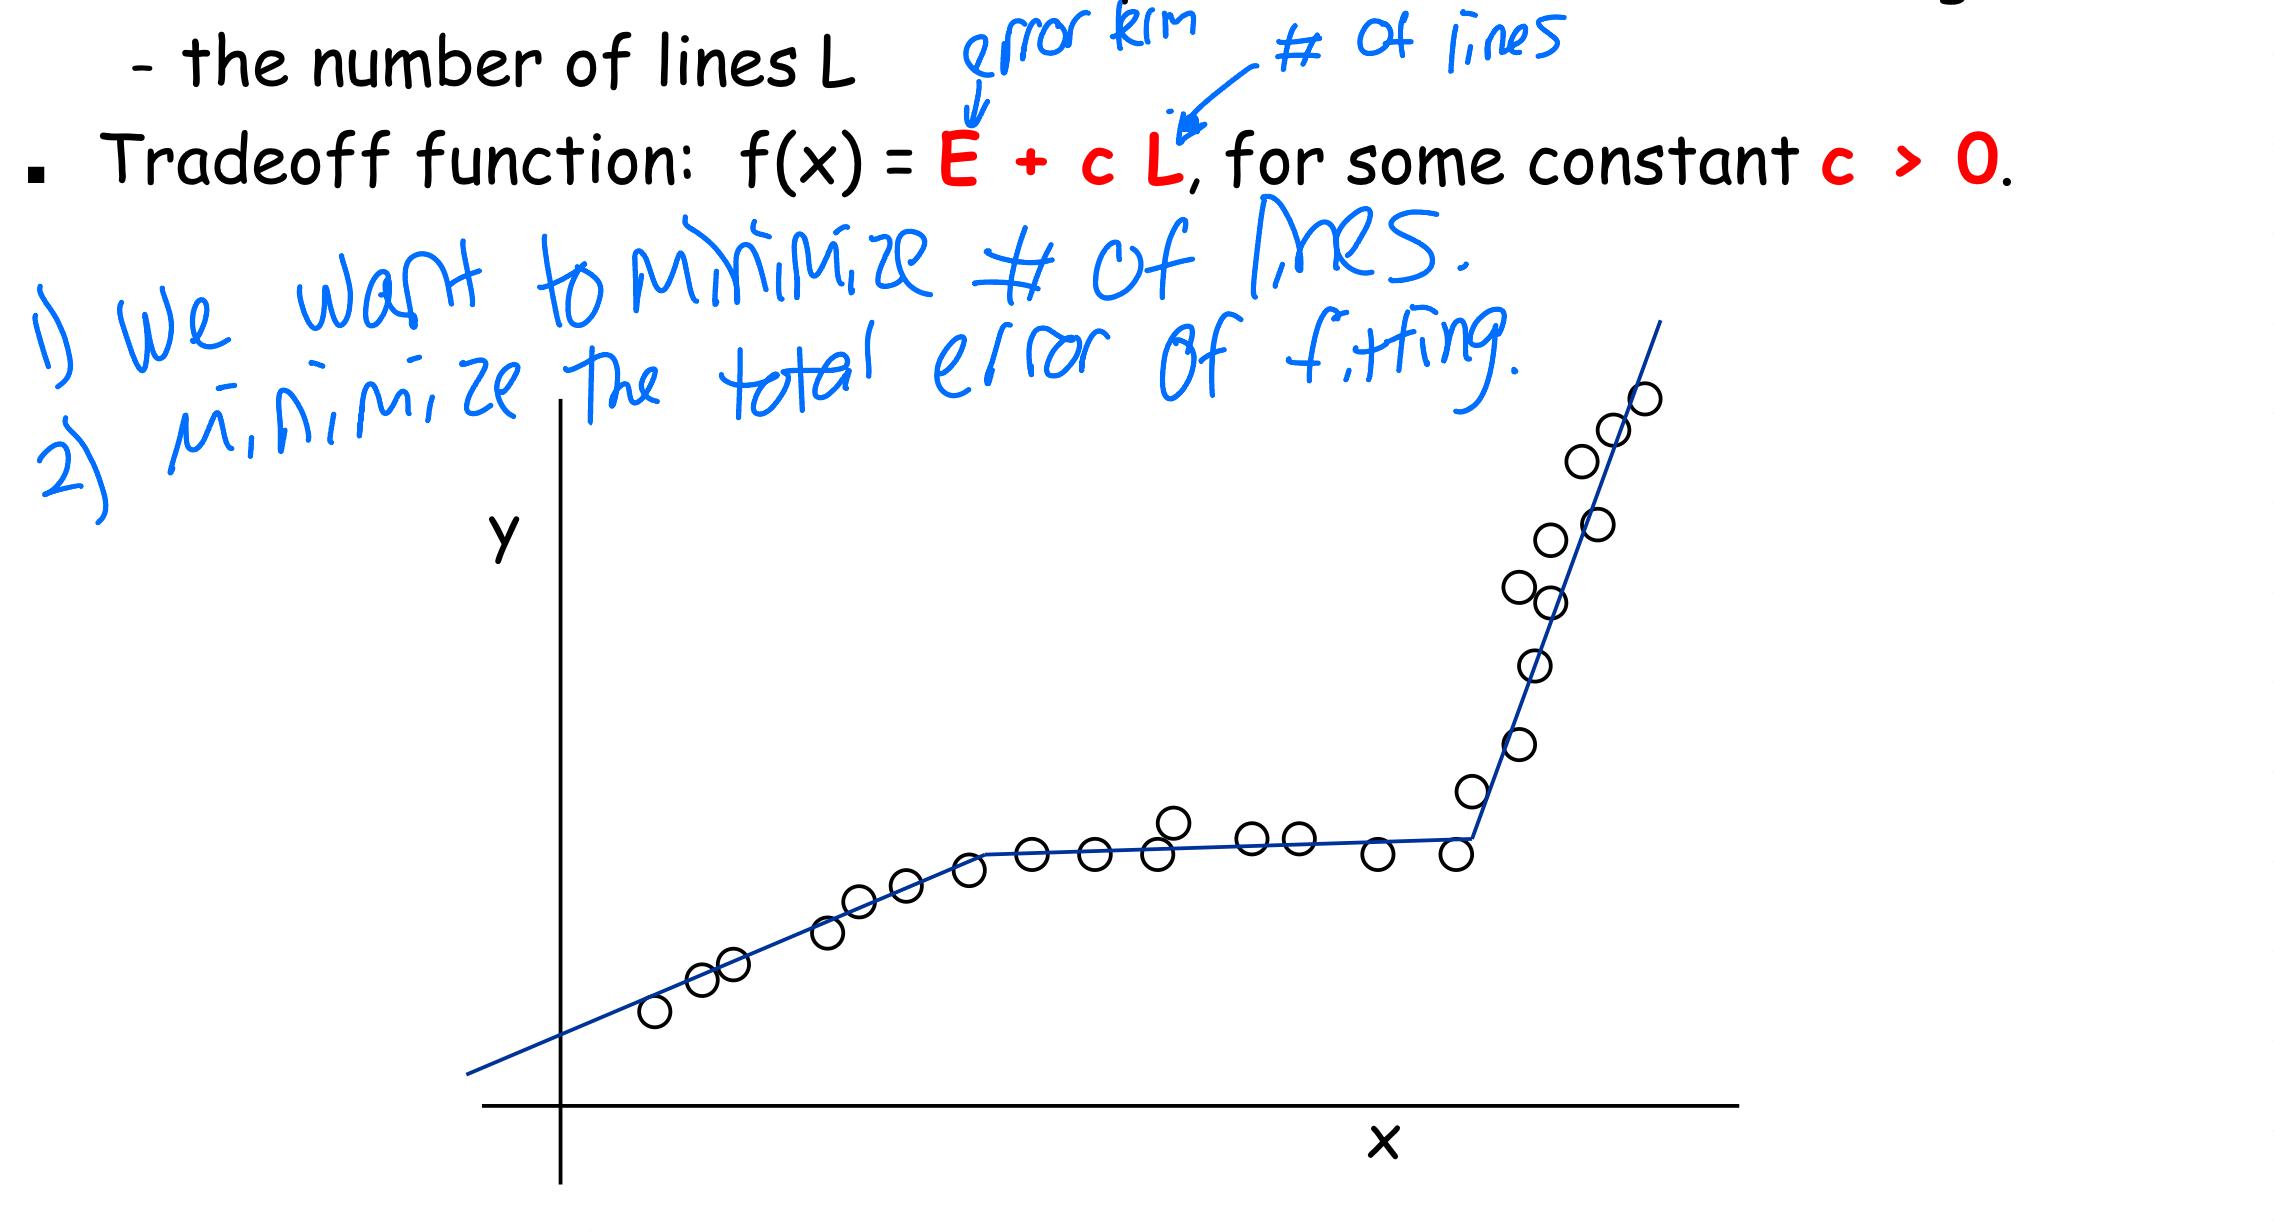 error term
# of lines
- the number of lines L
▪ Tradeoff function: f(x) = E + c L, for some constant c > 0.
1) we want to minimize # of lines.
2) minimize the total error of fitting.
y
x